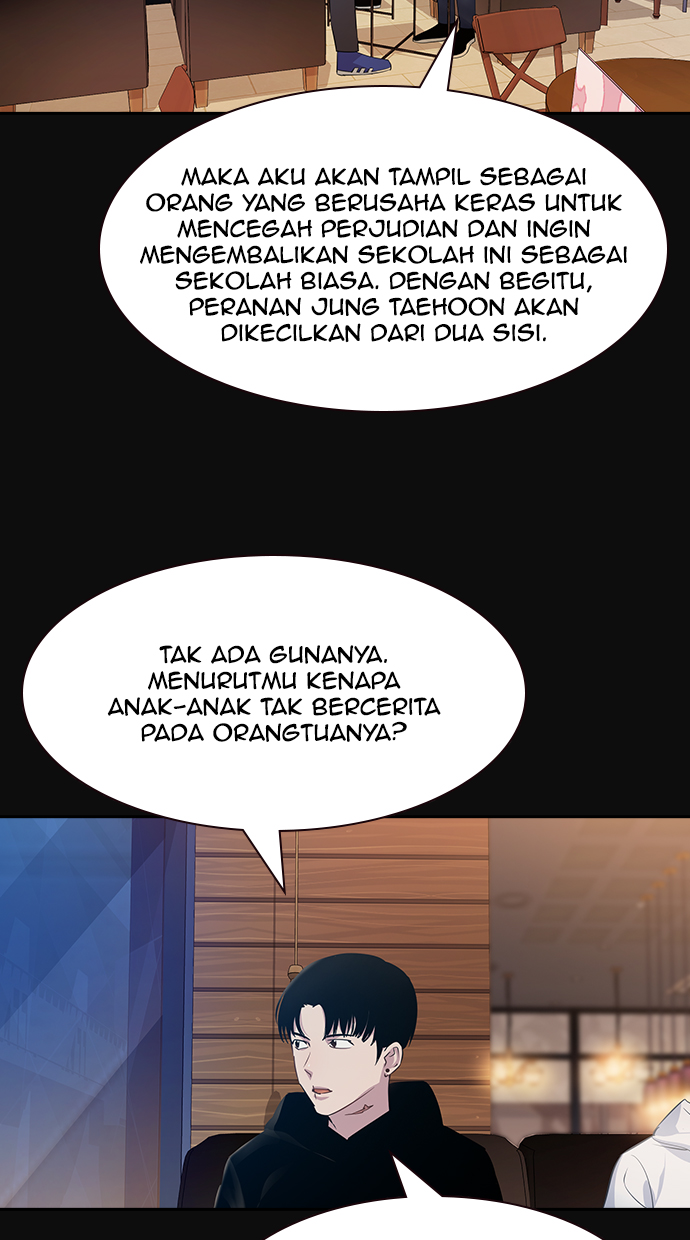 MAKA AKU AKAN TAMPIL SEBAGAI
ORANG YANG BERUSAHA KERAS UNTUK
MENCEGAH PERJUDIAN DAN INGIN
MENGEMBALIKAN SEKOLAH INI SEBAGAI
SEKOLAH BIASA. DENGAN BEGITU,
PERANAN JUNG TAEHOON AKAN
DIKECILKAN DARI DUA SISI.
TAK ADA GUNANYA.
MENURUTMU KENAPA
ANAK-ANAK TAK BERCERITA
PADA ORANGTUANYA?